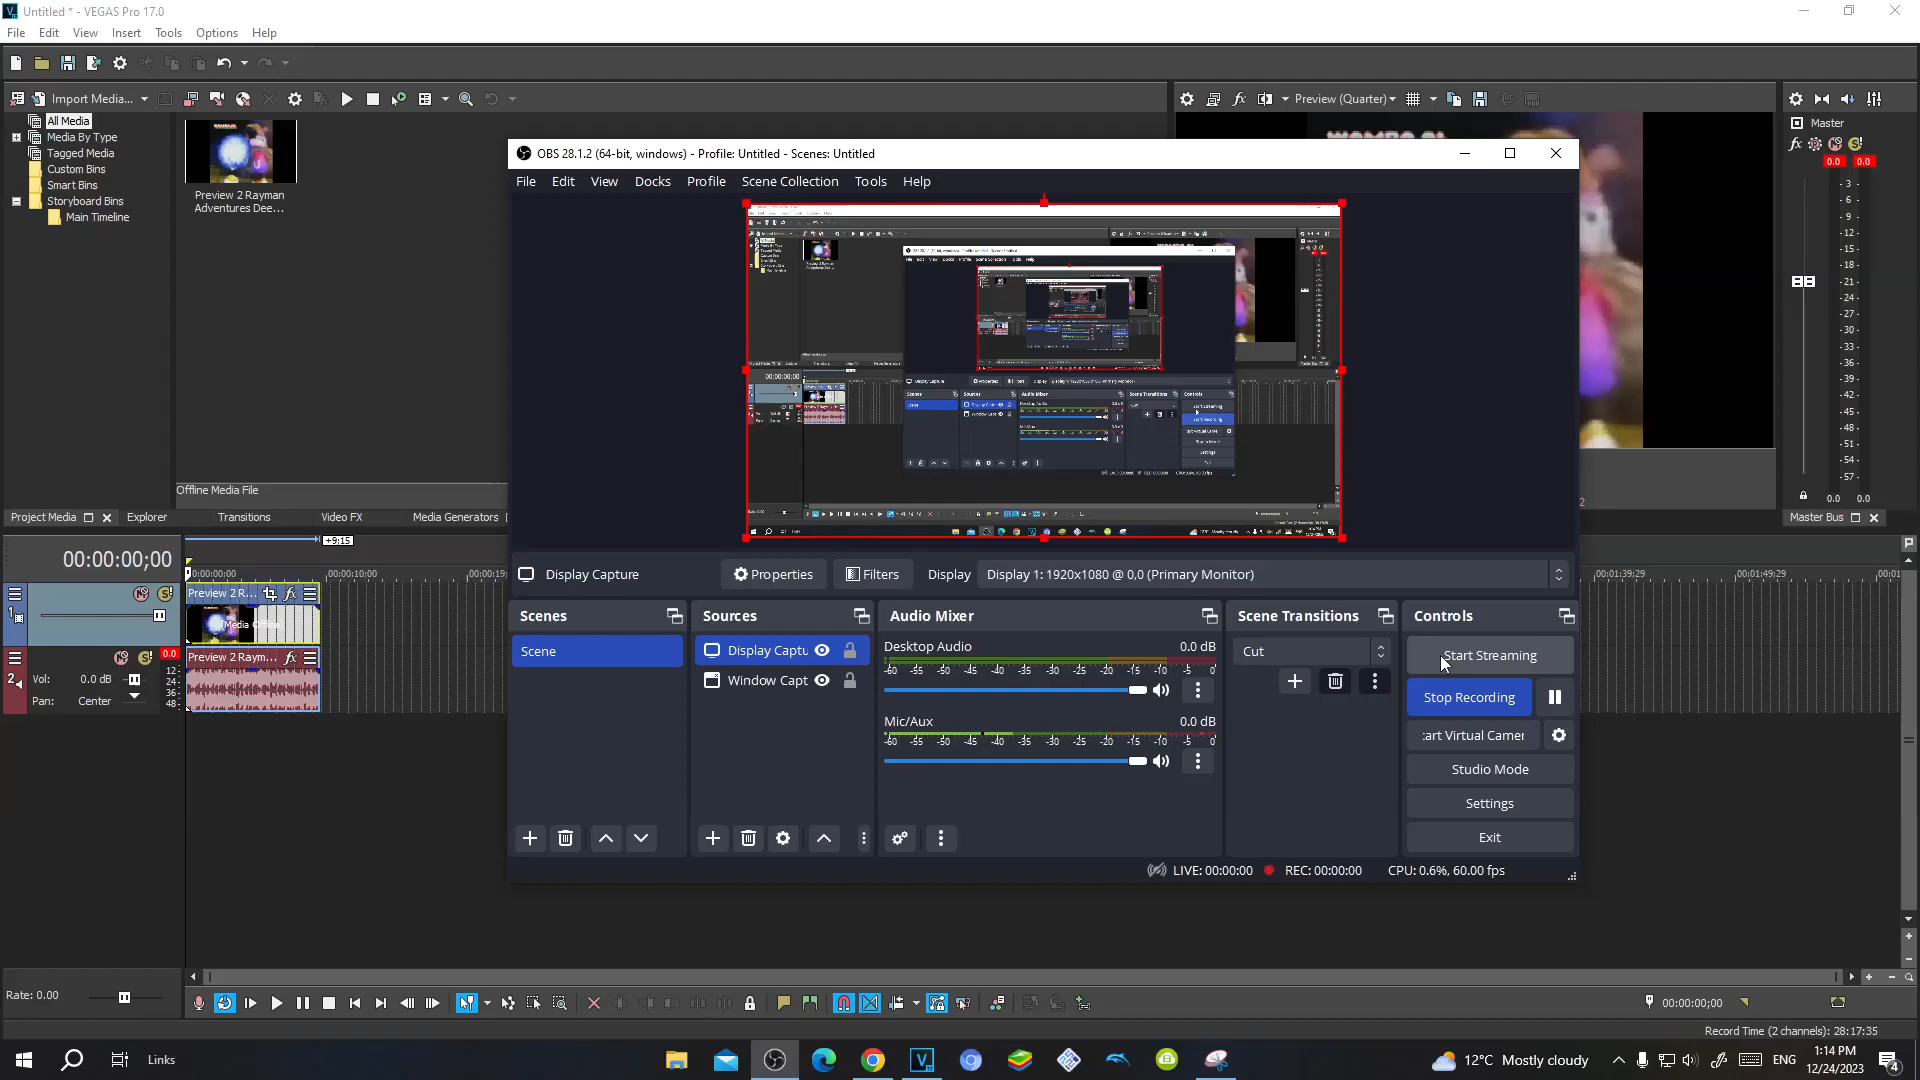 Untitled * - VEGAS Pro 17.0
File Edit View Insert Tools Options Help
Import Media...
Preview (Quarter)
All Media
Media By Type
Tagged Media
Custom Bins
Smart Bins
Storyboard Bins
Main Timeline
Preview 2 Rayman
Adventures Dee...
Master
0.0 0.0
- 3 -
- 6 -
- 9 -
- 12 -
- 15 -
- 18 -
- 21 -
- 24 -
- 27 -
- 30 -
- 33 -
- 36 -
- 39 -
- 42 -
- 45 -
- 48 -
- 51 -
- 54 -
- 57 -
0.0 0.0
OBS 28.1.2 (64-bit, windows) - Profile: Untitled - Scenes: Untitled
File Edit View Docks Profile Scene Collection Tools Help
Offline Media File
Project Media Explorer Transitions Video FX Media Generators
Master Bus
+9;15
00:00:00;00
00:00:10;00
00:01:39;29 00:01:49;29
Preview 2 R...
(Media Offline)
Preview 2 Raym...
0.0
12
24
36
48
Vol: 0.0 dB
Pan: Center
Display Capture Properties Filters Display Display 1: 1920x1080 @ 0,0 (Primary Monitor)
Scenes Sources Audio Mixer Scene Transitions Controls
Scene
Display Captu
Window Capt
Desktop Audio 0.0 dB
-60 -55 -50 -45 -40 -35 -30 -25 -20 -15 -10 -5 0
Mic/Aux 0.0 dB
-60 -55 -50 -45 -40 -35 -30 -25 -20 -15 -10 -5 0
Cut
Start Streaming
Stop Recording
art Virtual Camer
Studio Mode
Settings
Exit
LIVE: 00:00:00 REC: 00:00:00 CPU: 0.6%, 60.00 fps
Rate: 0.00
00:00:00;00
Record Time (2 channels): 28:17:35
Links
12°C Mostly cloudy
ENG
1:14 PM
12/24/2023
4